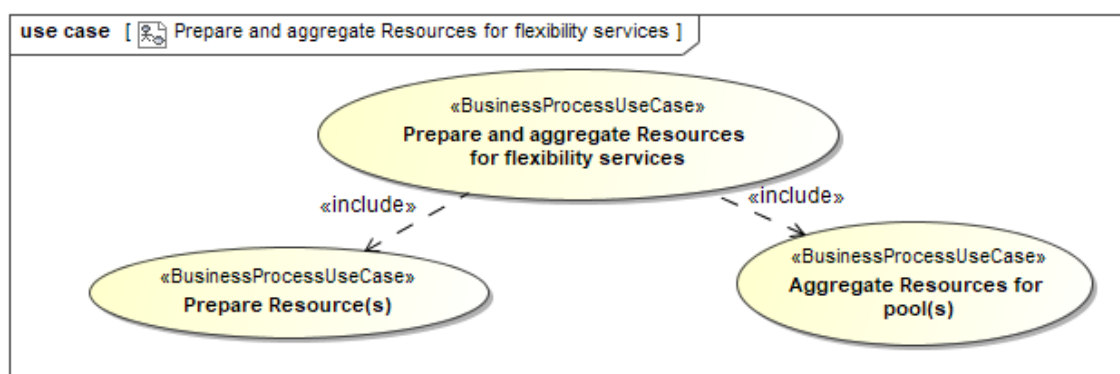 use case [ Prepare and aggregate Resources for flexibility services ]
«BusinessProcessUseCase»
Prepare and aggregate Resources
for flexibility services
«include»
«include»
«BusinessProcessUseCase»
Prepare Resource(s)
«BusinessProcessUseCase»
Aggregate Resources for
pool(s)